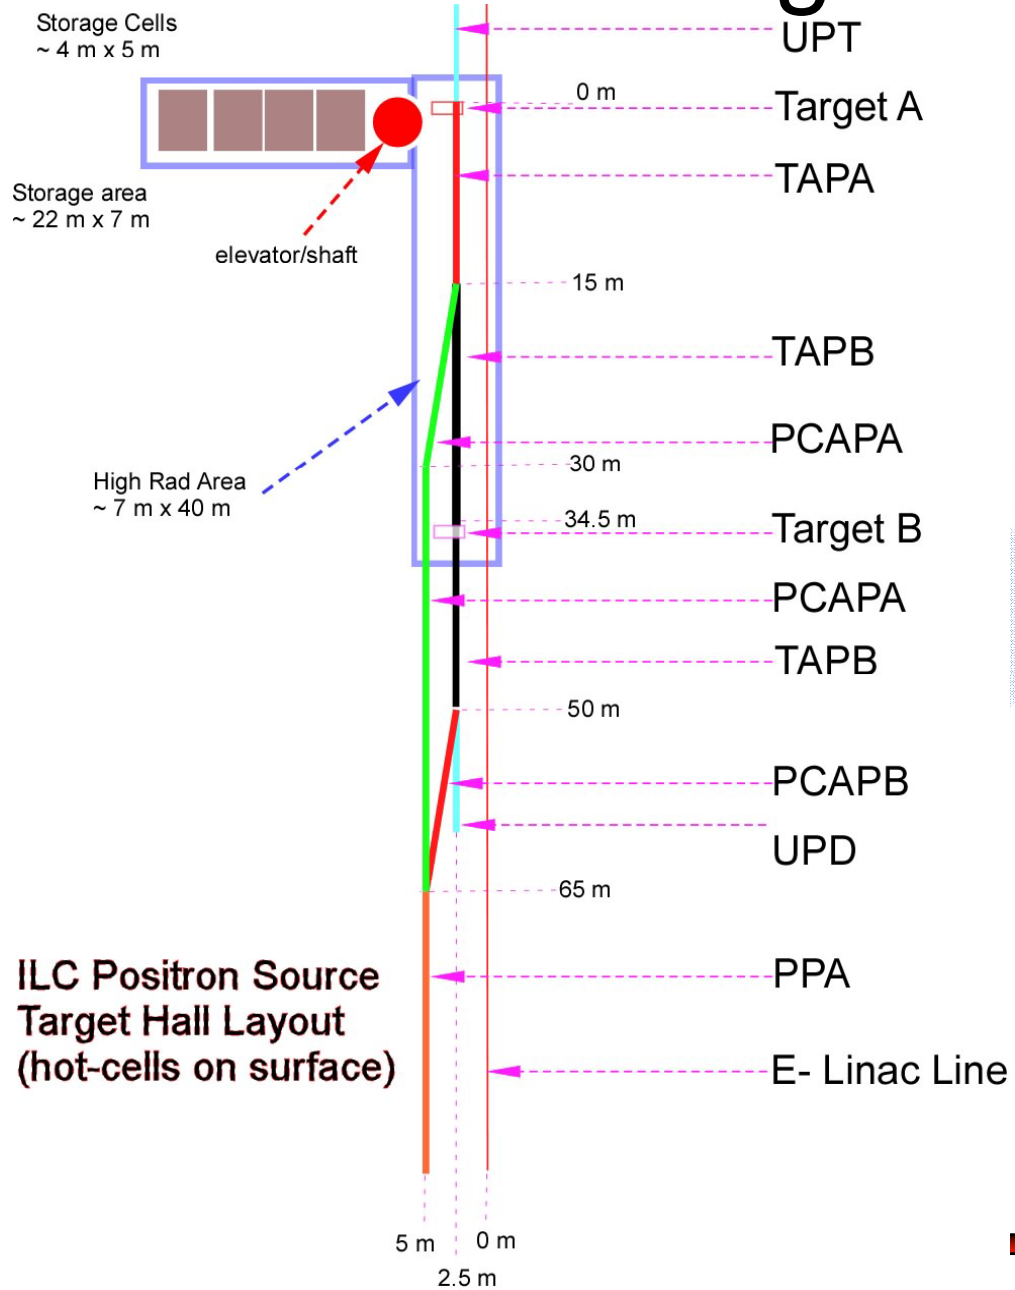 Storage Cells
~ 4 m x 5 m
UPT
0 m
Target A
TAPA
Storage area
~ 22 m x 7 m
elevator/shaft
15 m
TAPB
PCAPA
30 m
High Rad Area
~ 7 m x 40 m
34.5 m
Target B
PCAPA
TAPB
50 m
PCAPB
UPD
65 m
ILC Positron Source
Target Hall Layout
(hot-cells on surface)
PPA
E- Linac Line
5 m
0 m
2.5 m